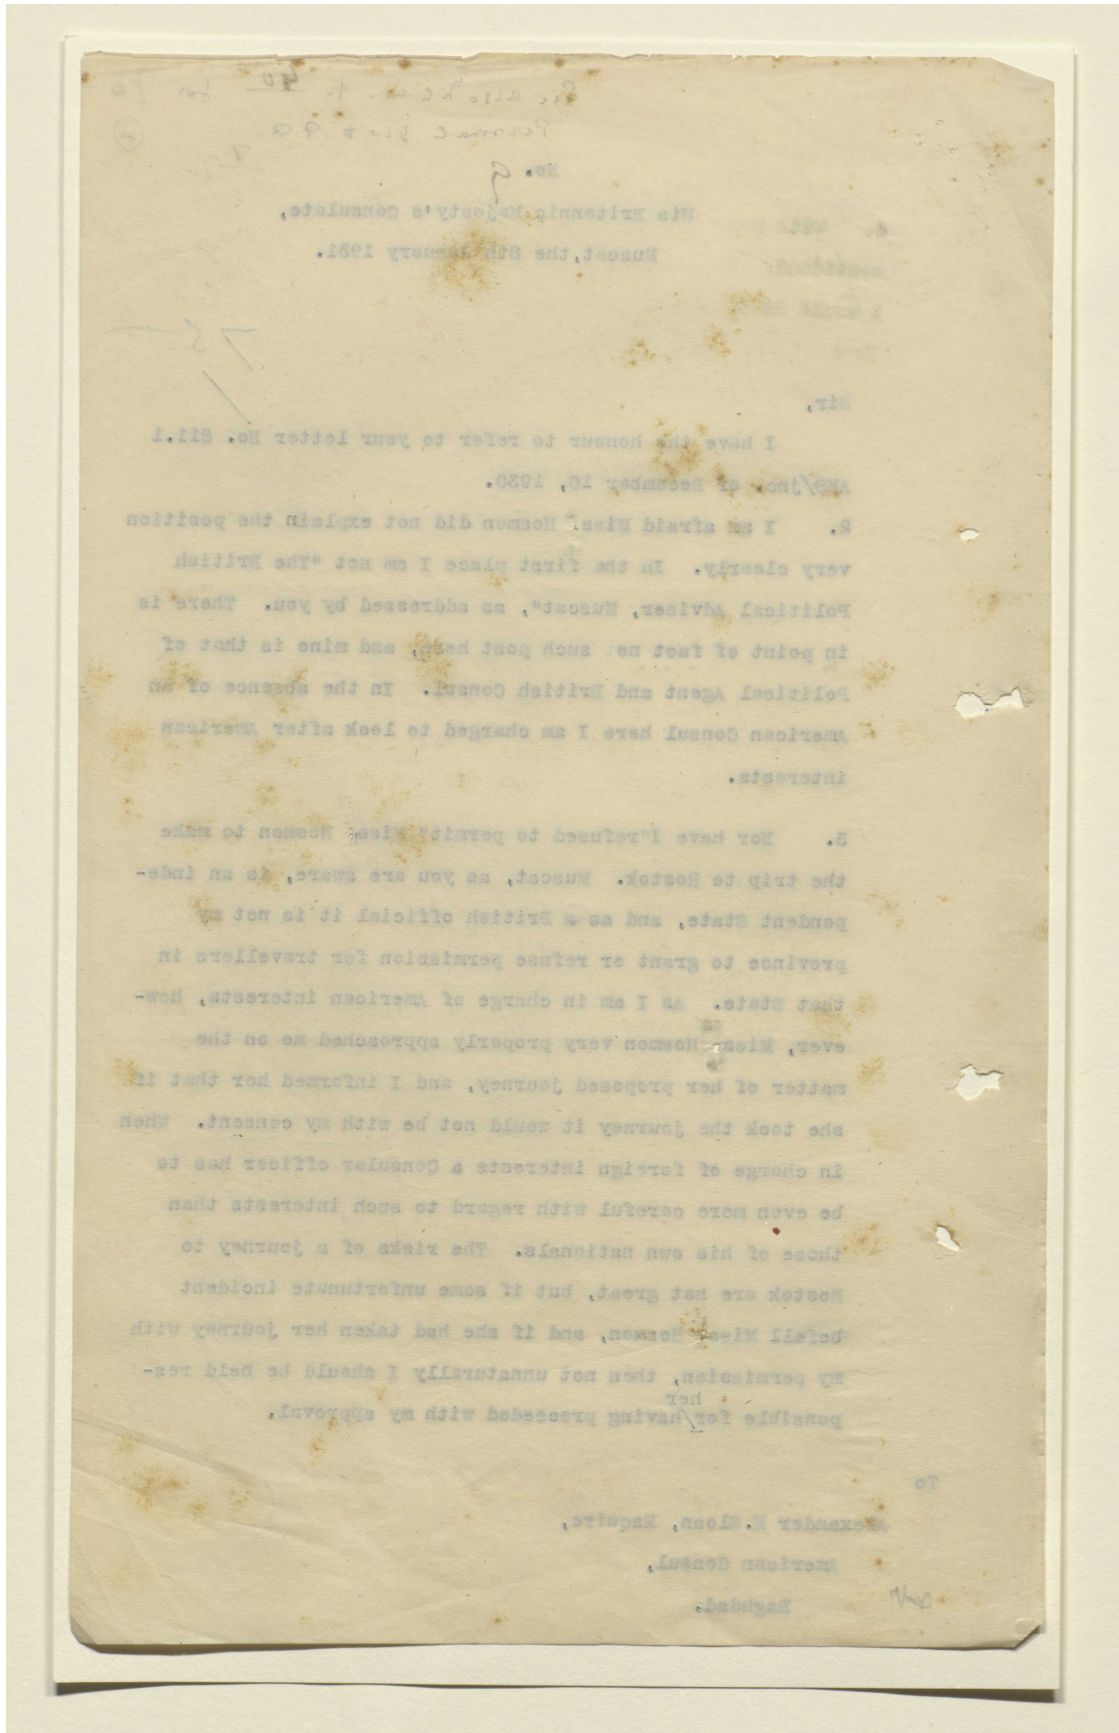 See also
Personal
No. 9
His Britannic Majesty's Consulate,
Muscat, the 8th January 1931.
75
Sir,
I have the honour to refer to your letter No. 811.1
AKS/jno. of December 16, 1930.
2. I am afraid Miss. Hosmon did not explain the position
very clearly. In the first place I am not "The British
Political Adviser, Muscat", as addressed by you. There is
in point of fact no such post here, and mine is that of
Political Agent and British Consul. In the absence of an
American Consul here I am charged to look after American
interests.
3. Nor have I "refused to permit" Miss. Hosmon to make
the trip to Rostok. Muscat, as you are aware, is an inde-
pendent State, and as a British official it is not my
province to grant or refuse permission for travellers in
that State. As I am in charge of American interests, how-
ever, Miss. Hosmon very properly approached me on the
matter of her proposed journey, and I informed her that if
she took the journey it would not be with my consent. When
in charge of foreign interests a Consular officer has to
be even more careful with regard to such interests than
those of his own nationals. The risks of a journey to
Rostok are not great, but if some unfortunate incident
befell Miss. Hosmon, and if she had taken her journey with
my permission, then not unnaturally I should be held res-
her
ponsible for/having proceeded with my approval.
To
Alexander K. Sloan, Esquire,
American Consul,
Baghdad.